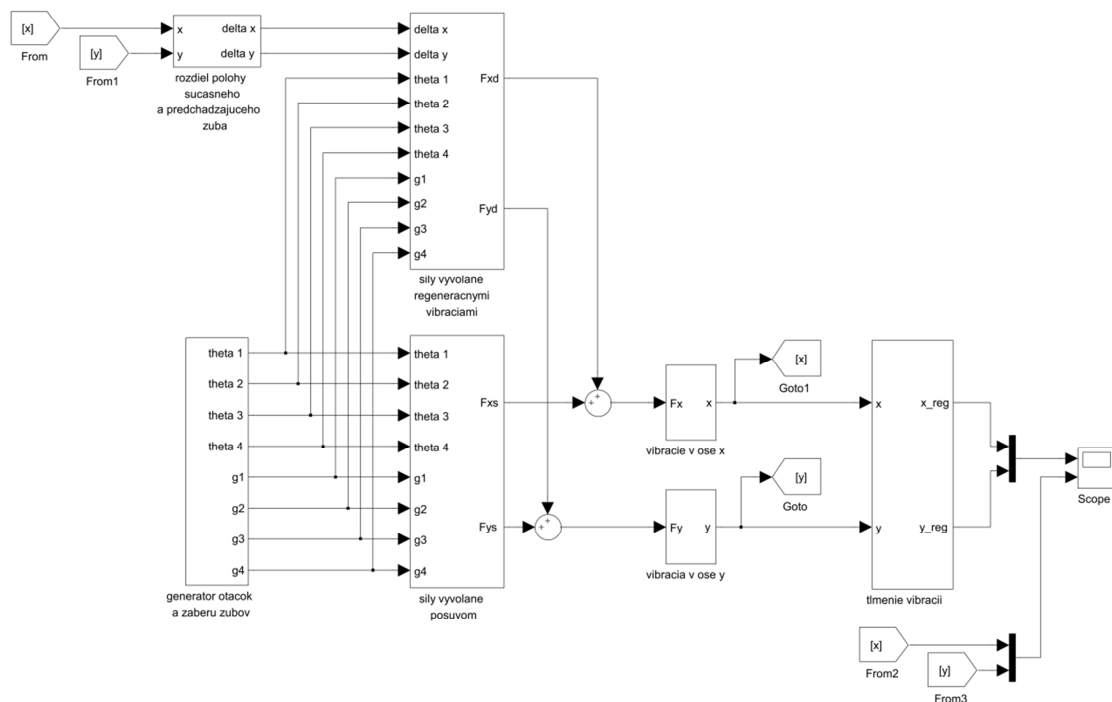 [x]
From
[y]
From1
x
y
delta x
delta y
rozdiel polohy
sucasneho
a predchadzajuceho
zuba
delta x
delta y
theta 1
theta 2
theta 3
theta 4
g1
g2
g3
g4
Fxd
Fyd
sily vyvolane
regeneracnymi
vibraciami
theta 1
theta 2
theta 3
theta 4
g1
g2
g3
g4
generator otacok
a zaberu zubov
theta 1
theta 2
theta 3
theta 4
g1
g2
g3
g4
Fxs
Fys
sily vyvolane
posuvom
+
+
+
+
Fx
x
vibracie v ose x
[x]
Goto1
Fy
y
vibracia v ose y
[y]
Goto
x
y
x_reg
y_reg
tlmenie vibracii
Scope
[x]
From2
[y]
From3